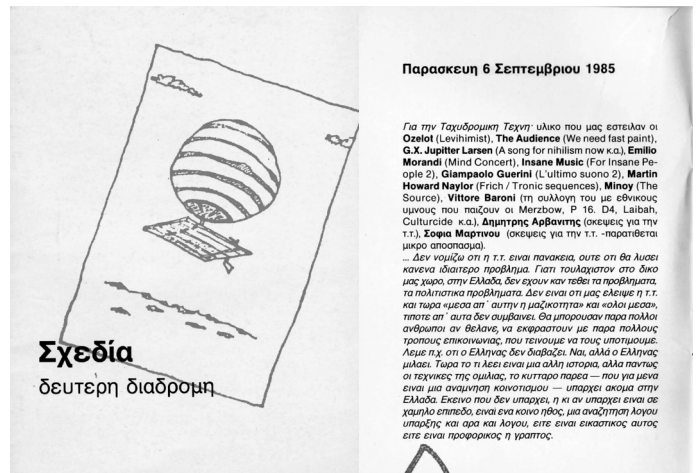 Σχεδία
δευτερη διαδρομη
Παρασκευη 6 Σεπτεμβριου 1985
Για την Ταχυδρομικη Τεχνη· υλικο που μας εστειλαν οι
Ozelot (Levihimist), The Audience (We need fast paint),
G.X. Jupitter Larsen (A song for nihilism now κ.α.), Emilio
Morandi (Mind Concert), Insane Music (For Insane Pe-
ople 2), Giampaolo Guerini (L'ultimo suono 2), Martin
Howard Naylor (Frich / Tronic sequences), Minoy (The
Source), Vittore Baroni (τη συλλογη του με εθνικους
υμνους που παιζουν οι Merzbow, P 16. D4, Laibah,
Culturcide κ.α.), Δημητρης Αρβανιτης (σκεψεις για την
τ.τ.), Σοφια Μαρτινου (σκεψεις για την τ.τ. -παρατιθεται
μικρο αποσπασμα).
... Δεν νομίζω οτι η τ.τ. ειναι πανακεια, ουτε οτι θα λυσει
κανενα ιδιαιτερο προβλημα. Γιατι τουλαχιστον στο δικο
μας χωρο, στην Ελλαδα, δεν εχουν καν τεθει τα προβληματα,
τα πολιτιστικα προβληματα. Δεν ειναι οτι μας ελειψε η τ.τ.
και τωρα «μεσα απ' αυτην η μαζικοτητα» και «ολοι μεσα»,
τιποτε απ' αυτα δεν συμβαινει. Θα μπορουσαν παρα πολλοι
ανθρωποι αν θελανε, να εκφραστουν με παρα πολλους
τροπους επικοινωνιας, που τεινουμε να τους υποτιμουμε.
Λεμε π.χ. οτι ο Ελληνας δεν διαβαζει. Ναι, αλλά ο Ελληνας
μιλαει. Τωρα το τι λεει ειναι μια αλλη ιστορια, αλλα παντως
οι τεχνικες της ομιλιας, το κυτταρο παρεα — που για μενα
ειναι μια αναμνηση κοινοτισμου — υπαρχει ακομα στην
Ελλαδα. Εκεινο που δεν υπαρχει, η κι αν υπαρχει ειναι σε
χαμηλο επιπεδο, ειναι ενα κοινο ηθος, μια αναζητηση λογου
υπαρξης και αρα και λογου, ειτε ειναι εικαστικος αυτος
ειτε ειναι προφορικος η γραπτος.